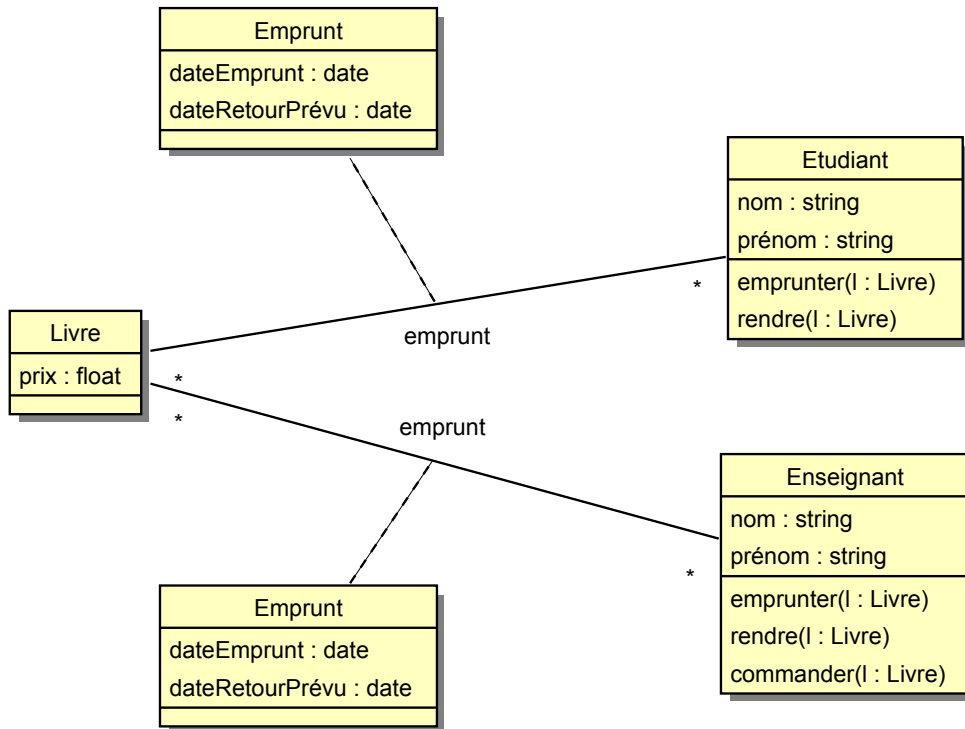 Emprunt
dateEmprunt : date
dateRetourPrévu : date
Etudiant
nom : string
prénom : string
emprunter(l : Livre)
rendre(l : Livre)
*
emprunt
Livre
prix : float
*
*
emprunt
Enseignant
nom : string
prénom : string
emprunter(l : Livre)
rendre(l : Livre)
commander(l : Livre)
*
Emprunt
dateEmprunt : date
dateRetourPrévu : date